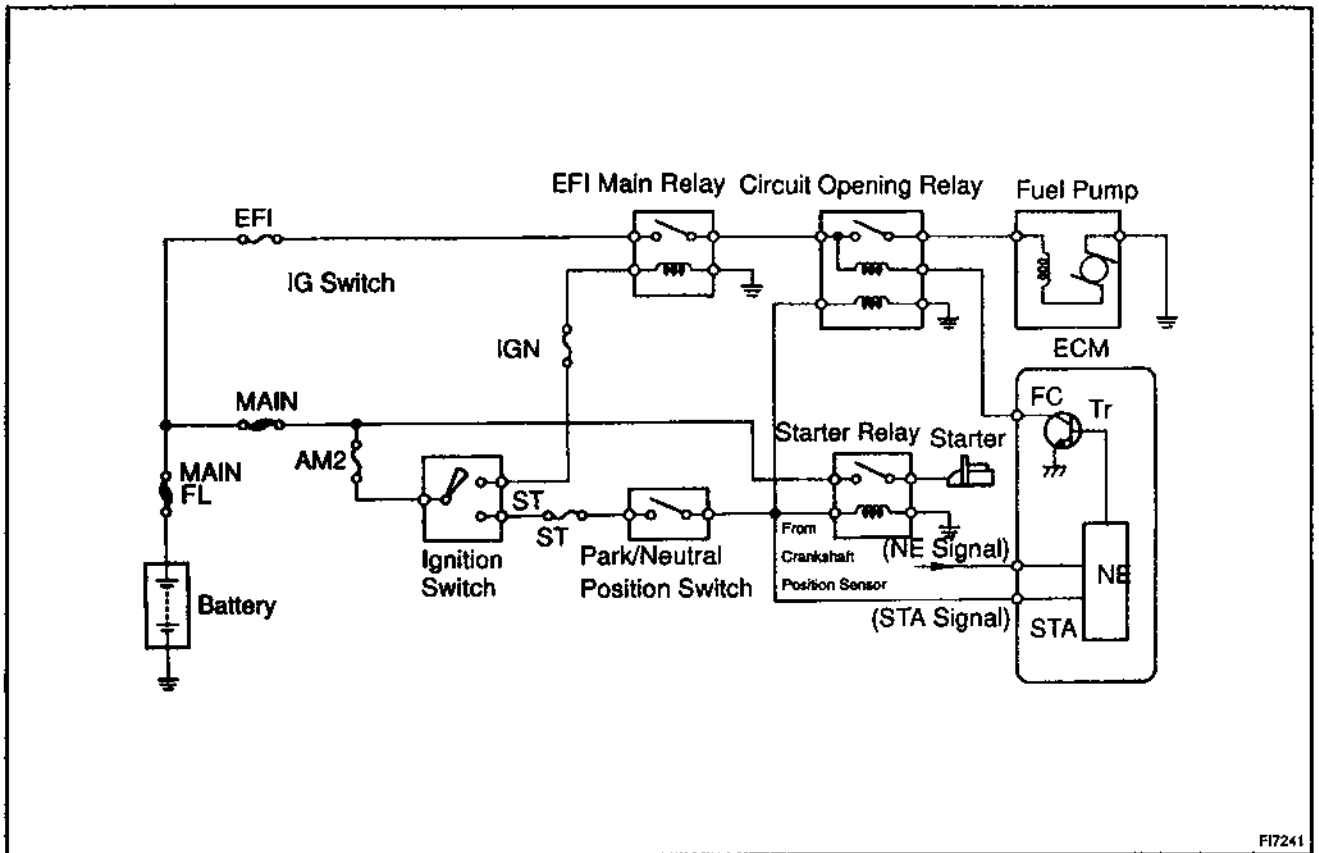 EFI Main Relay
Circuit Opening Relay
Fuel Pump
EFI
IG Switch
IGN
ECM
MAIN
FC
Tr
AM2
Starter Relay
Starter
MAIN
FL
ST
ST
From
Crankshaft
Position Sensor
(NE Signal)
NE
Ignition
Switch
Park/Neutral
Position Switch
Battery
(STA Signal)
STA
FI7241